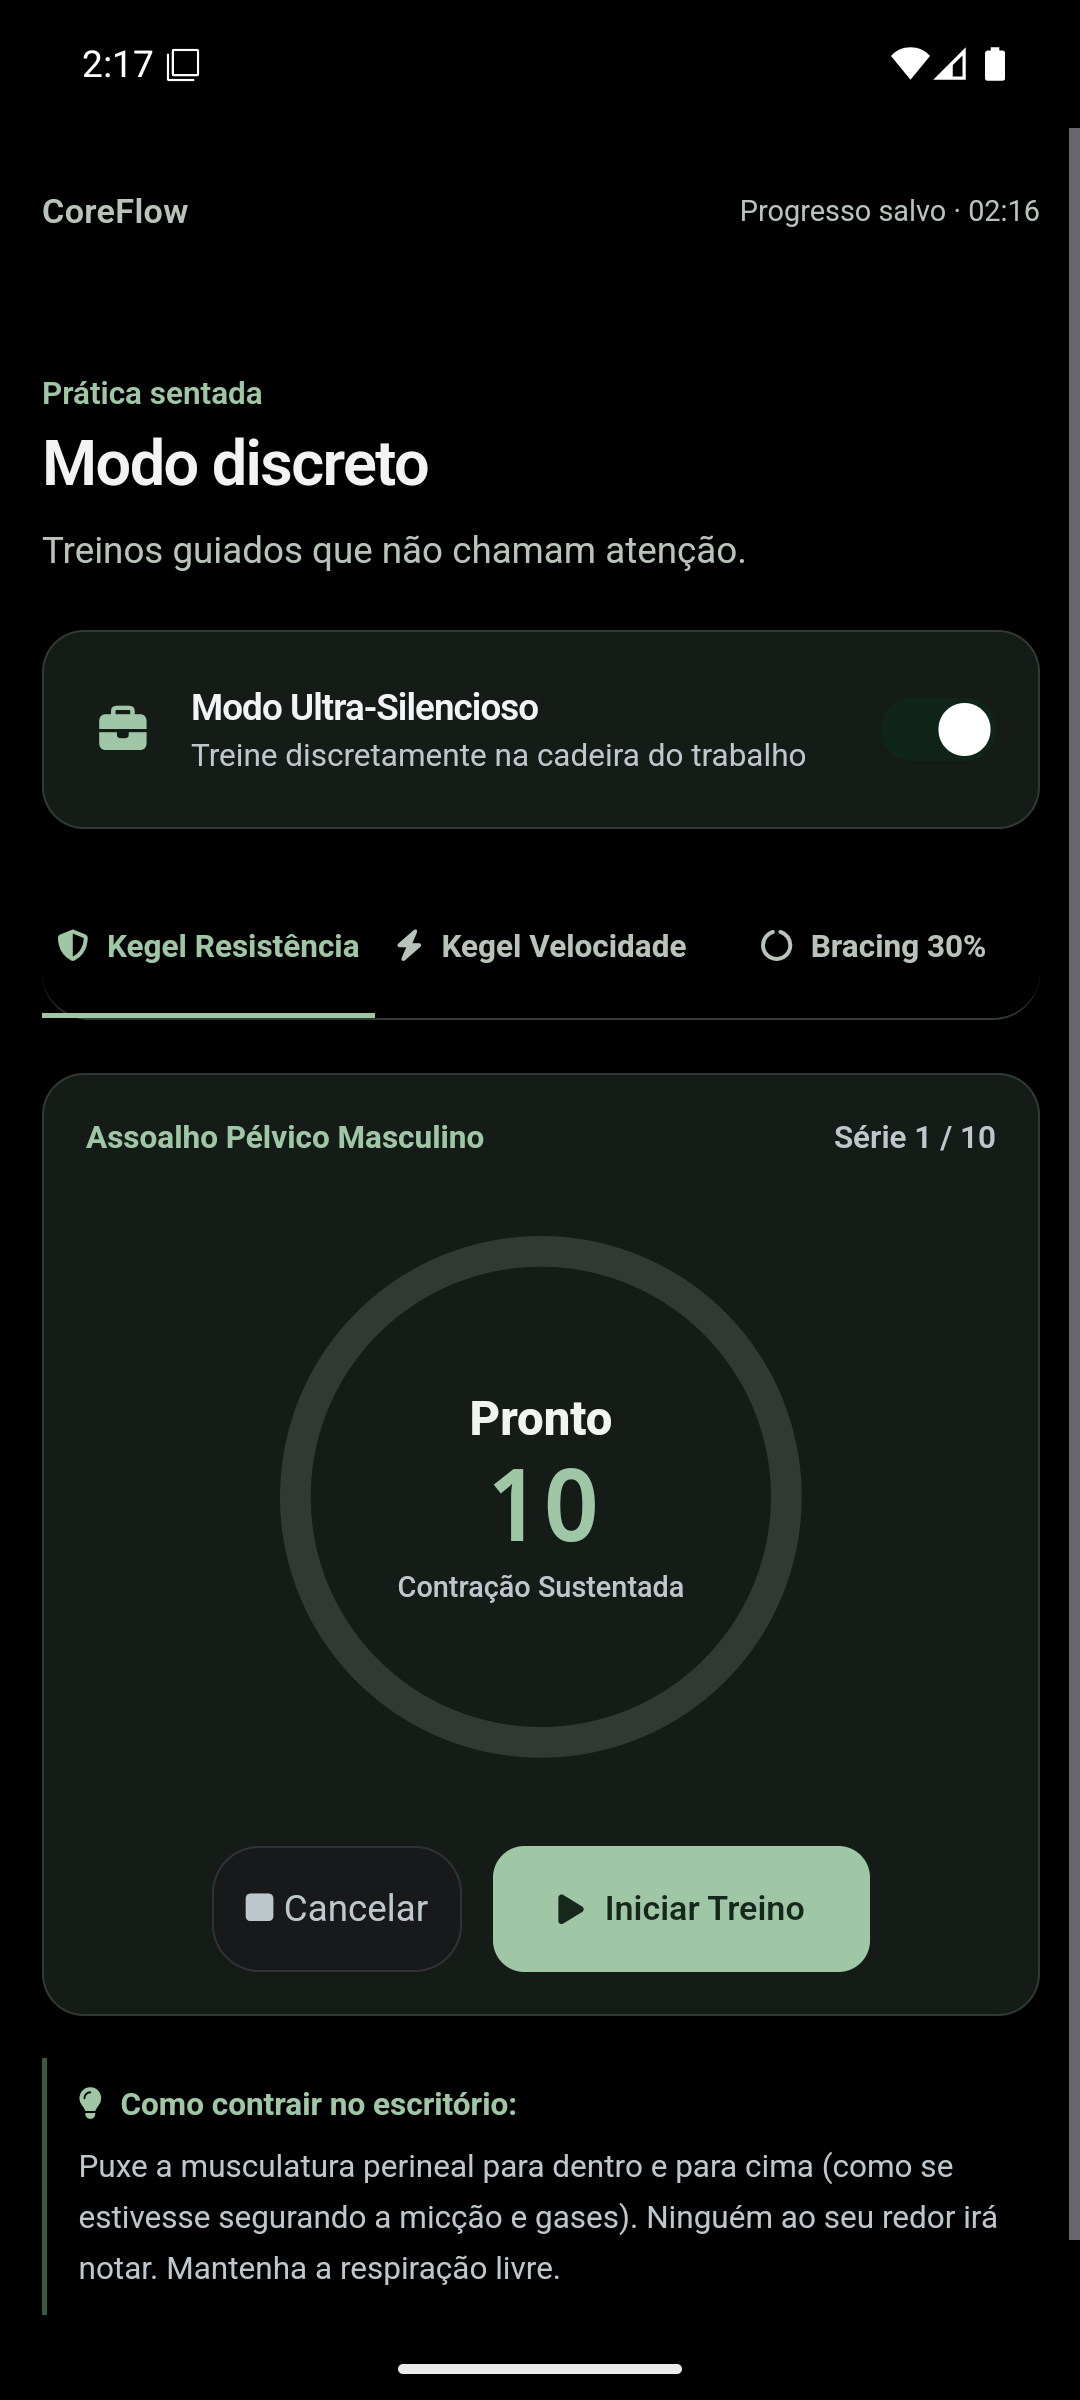 2:17
CoreFlow
Progresso salvo · 02:16
Prática sentada
Modo discreto
Treinos guiados que não chamam atenção.
Modo Ultra-Silencioso
Treine discretamente na cadeira do trabalho
Kegel Resistência
Kegel Velocidade
Bracing 30%
Assoalho Pélvico Masculino
Série 1 / 10
Pronto
10
Contração Sustentada
Cancelar
Iniciar Treino
Como contrair no escritório:
Puxe a musculatura perineal para dentro e para cima (como se
estivesse segurando a micção e gases). Ninguém ao seu redor irá
notar. Mantenha a respiração livre.